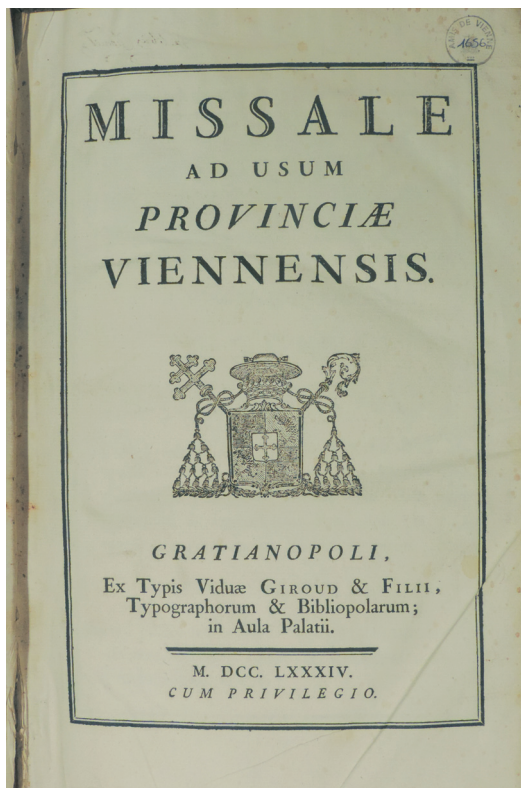 1656
MISSALE
AD USUM
PROVINCIÆ
VIENNENSIS.
GRATIANOPOLI,
Ex Typis Viduæ GIROUD & FILII,
Typographorum & Bibliopolarum;
in Aula Palatii.
M. DCC. LXXXIV.
CUM PRIVILEGIO.